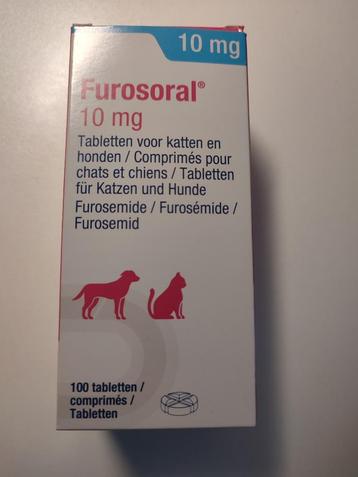 10 mg
Furosoral®
10 mg
Tabletten voor katten en
honden / Comprimés pour
chats et chiens / Tabletten
für Katzen und Hunde
Furosemide / Furosémide /
Furosemid
100 tabletten /
comprimés /
Tabletten